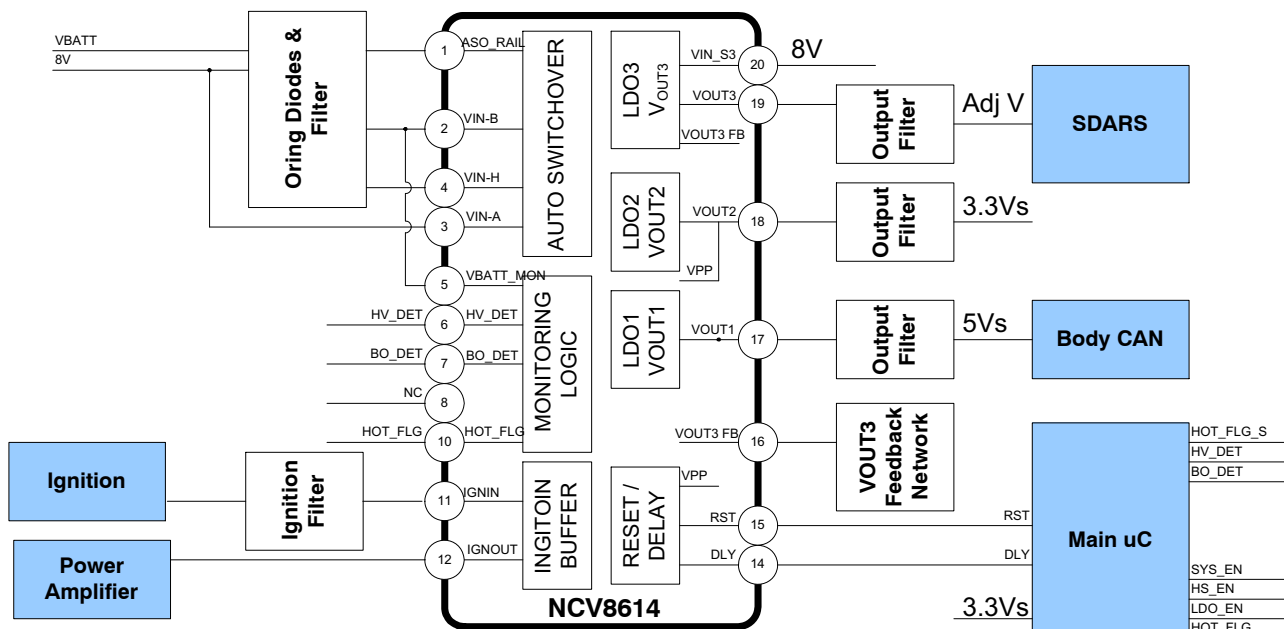 VBATT
8V
Oring Diodes &
Filter
1
ASO_RAIL
2
VIN-B
4
VIN-H
3
VIN-A
AUTO SWITCHOVER
5
VBATT_MON
HV_DET
6
HV_DET
BO_DET
7
BO_DET
NC
8
HOT_FLG
10
HOT_FLG
MONITORING
LOGIC
Ignition
Ignition
Filter
11
IGNIN
Power
Amplifier
12
IGNOUT
INGITOIN
BUFFER
LDO3
VOUT3
VIN_S3
20
8V
VOUT3
19
VOUT3 FB
Output
Filter
Adj V
SDARS
LDO2
VOUT2
VOUT2
18
VPP
Output
Filter
3.3Vs
LDO1
VOUT1
VOUT1
17
Output
Filter
5Vs
Body CAN
VOUT3 FB
16
VOUT3
Feedback
Network
RESET /
DELAY
VPP
RST
15
RST
DLY
14
DLY
NCV8614
3.3Vs
Main uC
HOT_FLG_S
HV_DET
BO_DET
SYS_EN
HS_EN
LDO_EN
HOT_FLG